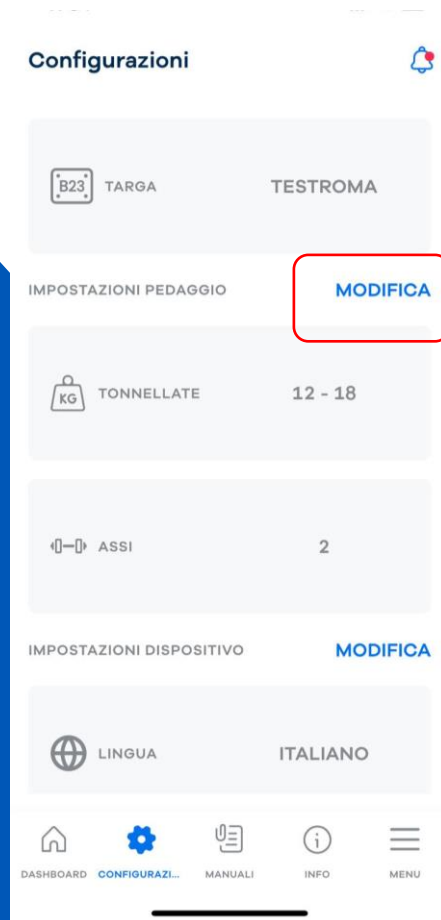 Configurazioni
B23 TARGA TESTROMA
IMPOSTAZIONI PEDAGGIO MODIFICA
KG TONNELLATE 12 - 18
ASSI 2
IMPOSTAZIONI DISPOSITIVO MODIFICA
LINGUA ITALIANO
DASHBOARD CONFIGURAZI... MANUALI INFO MENU